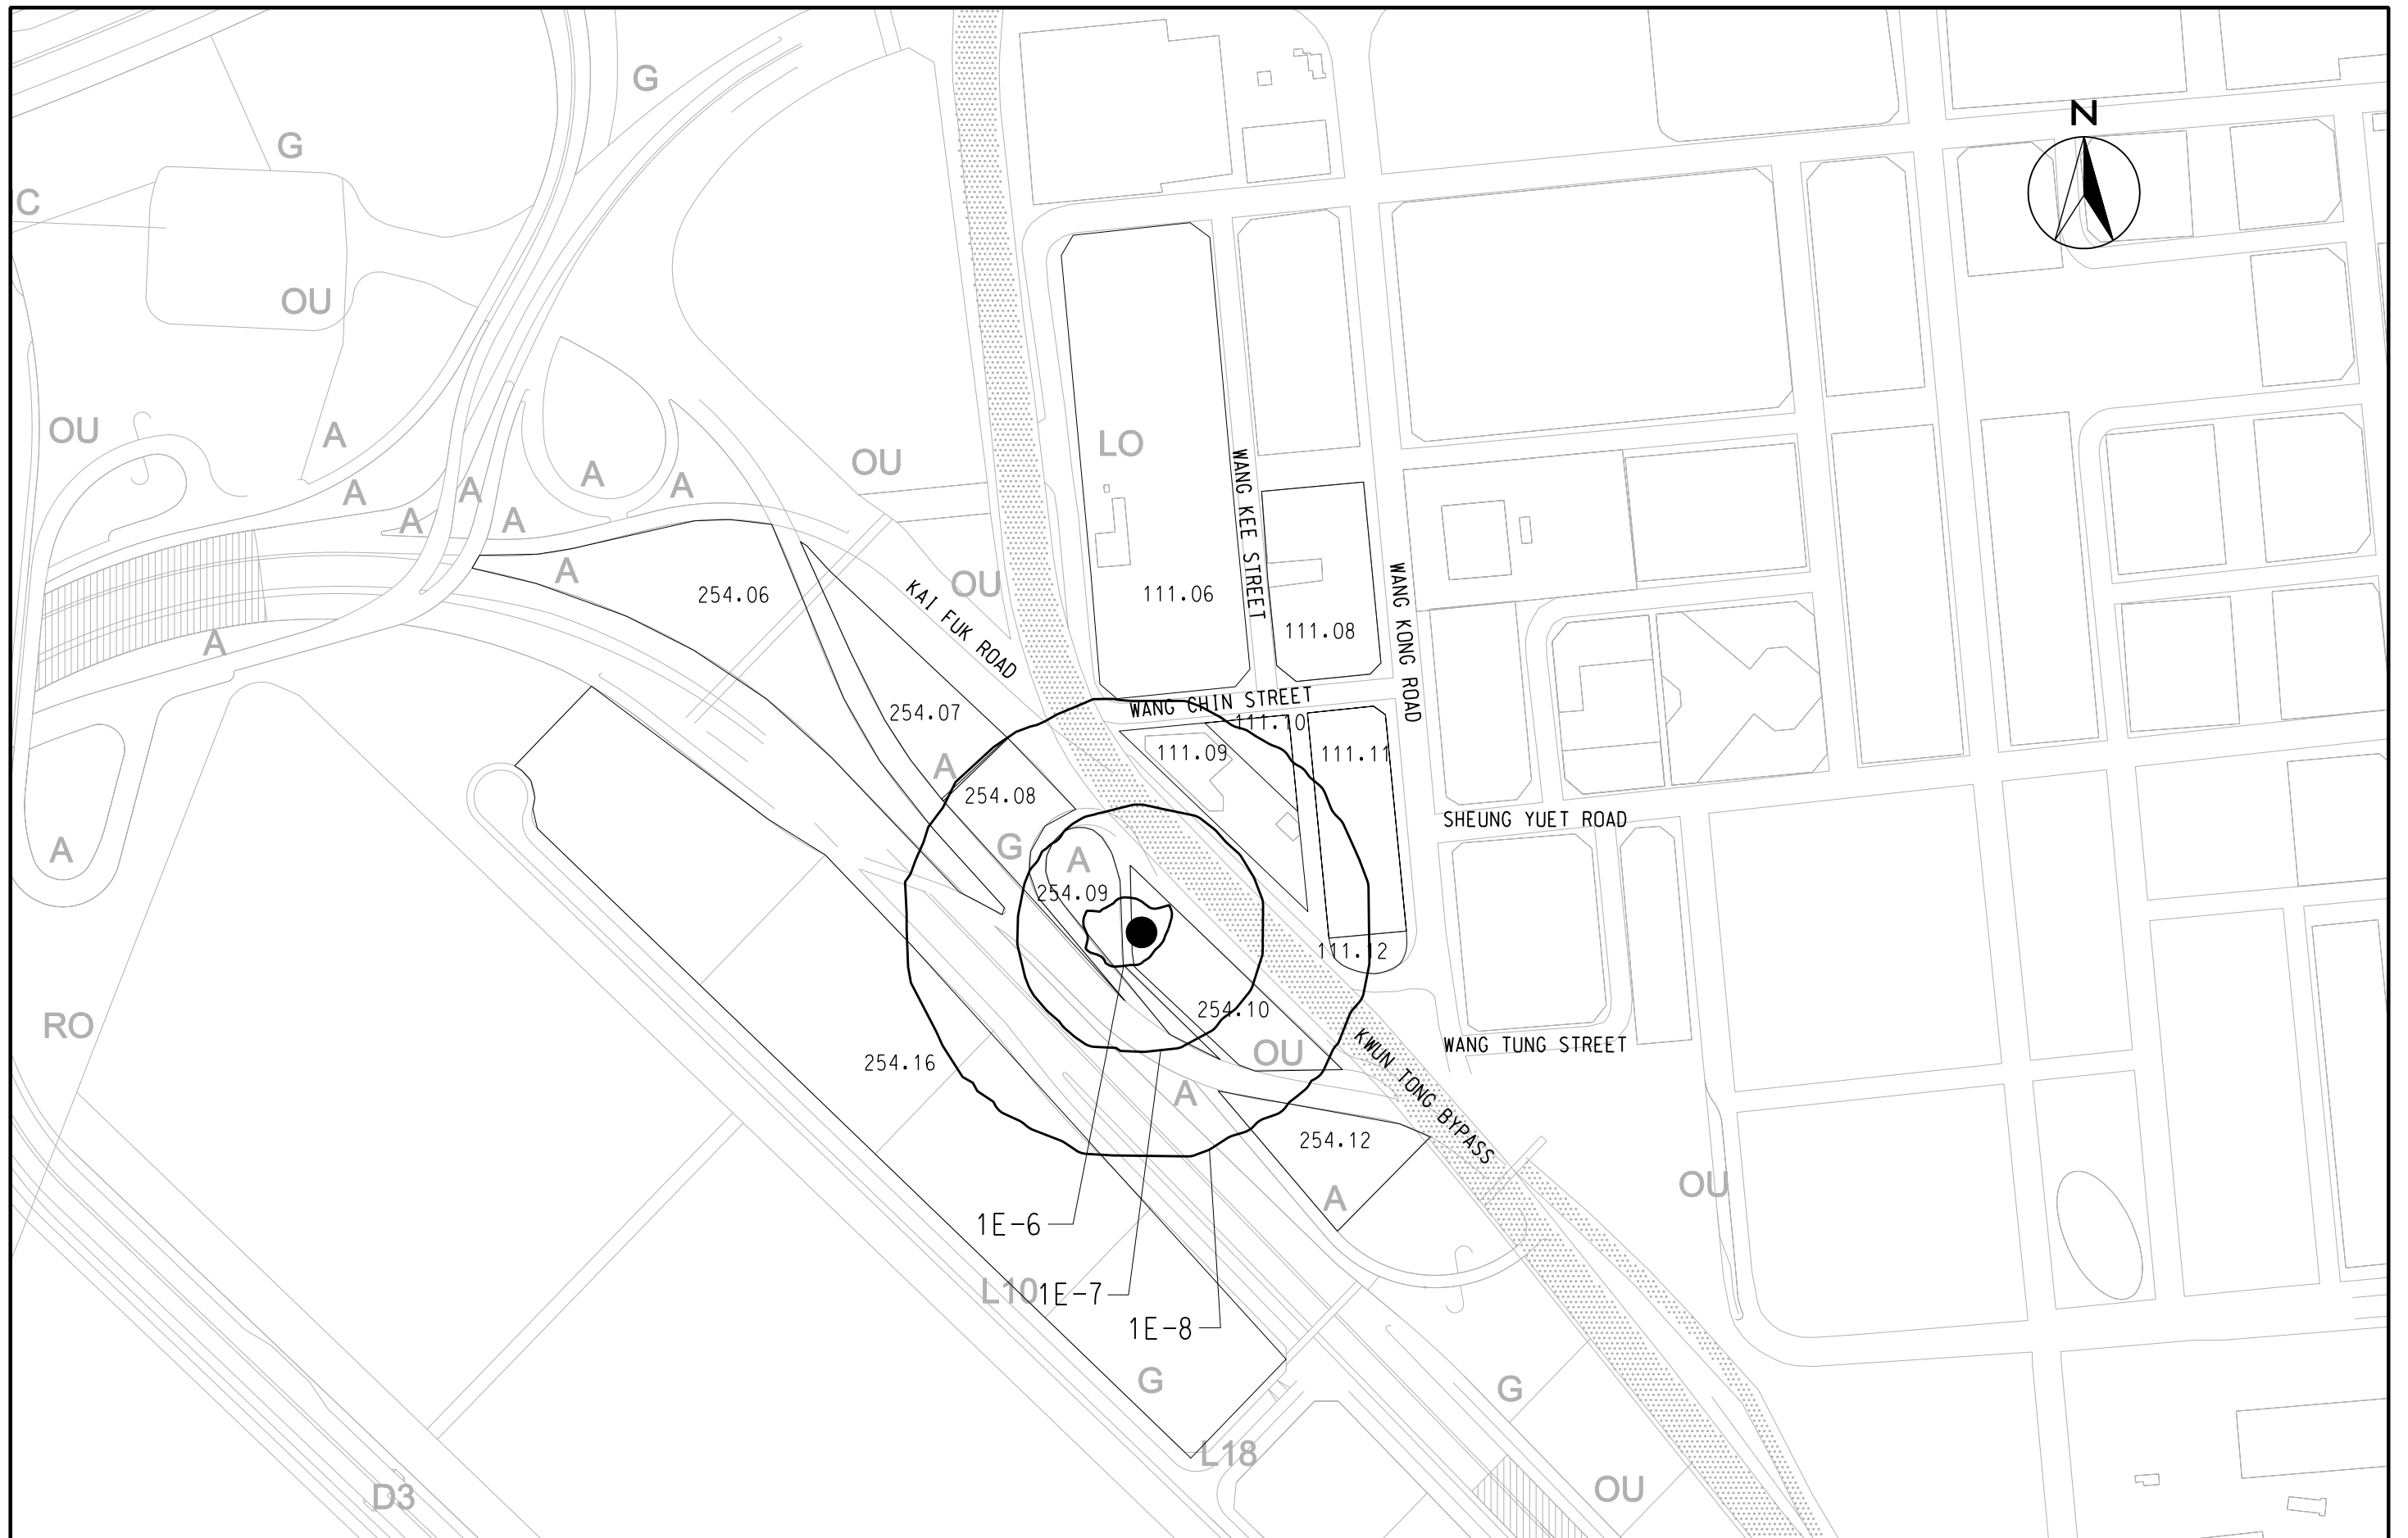 G
N
G
C
OU
OU
A
LO
OU
A
A
A
A
A
A
WANG KEE STREET
A
254.06
OU
KAI FUK ROAD
111.06
111.08
WANG KONG ROAD
A
254.07
WANG CHIN STREET
111.10
111.09
111.11
A
254.08
SHEUNG YUET ROAD
A
G
A
254.09
111.12
RO
254.10
254.16
OU
KWUN TONG BYPASS
WANG TUNG STREET
A
254.12
OU
A
1E-6
L10
1E-7
1E-8
G
G
L18
OU
D3